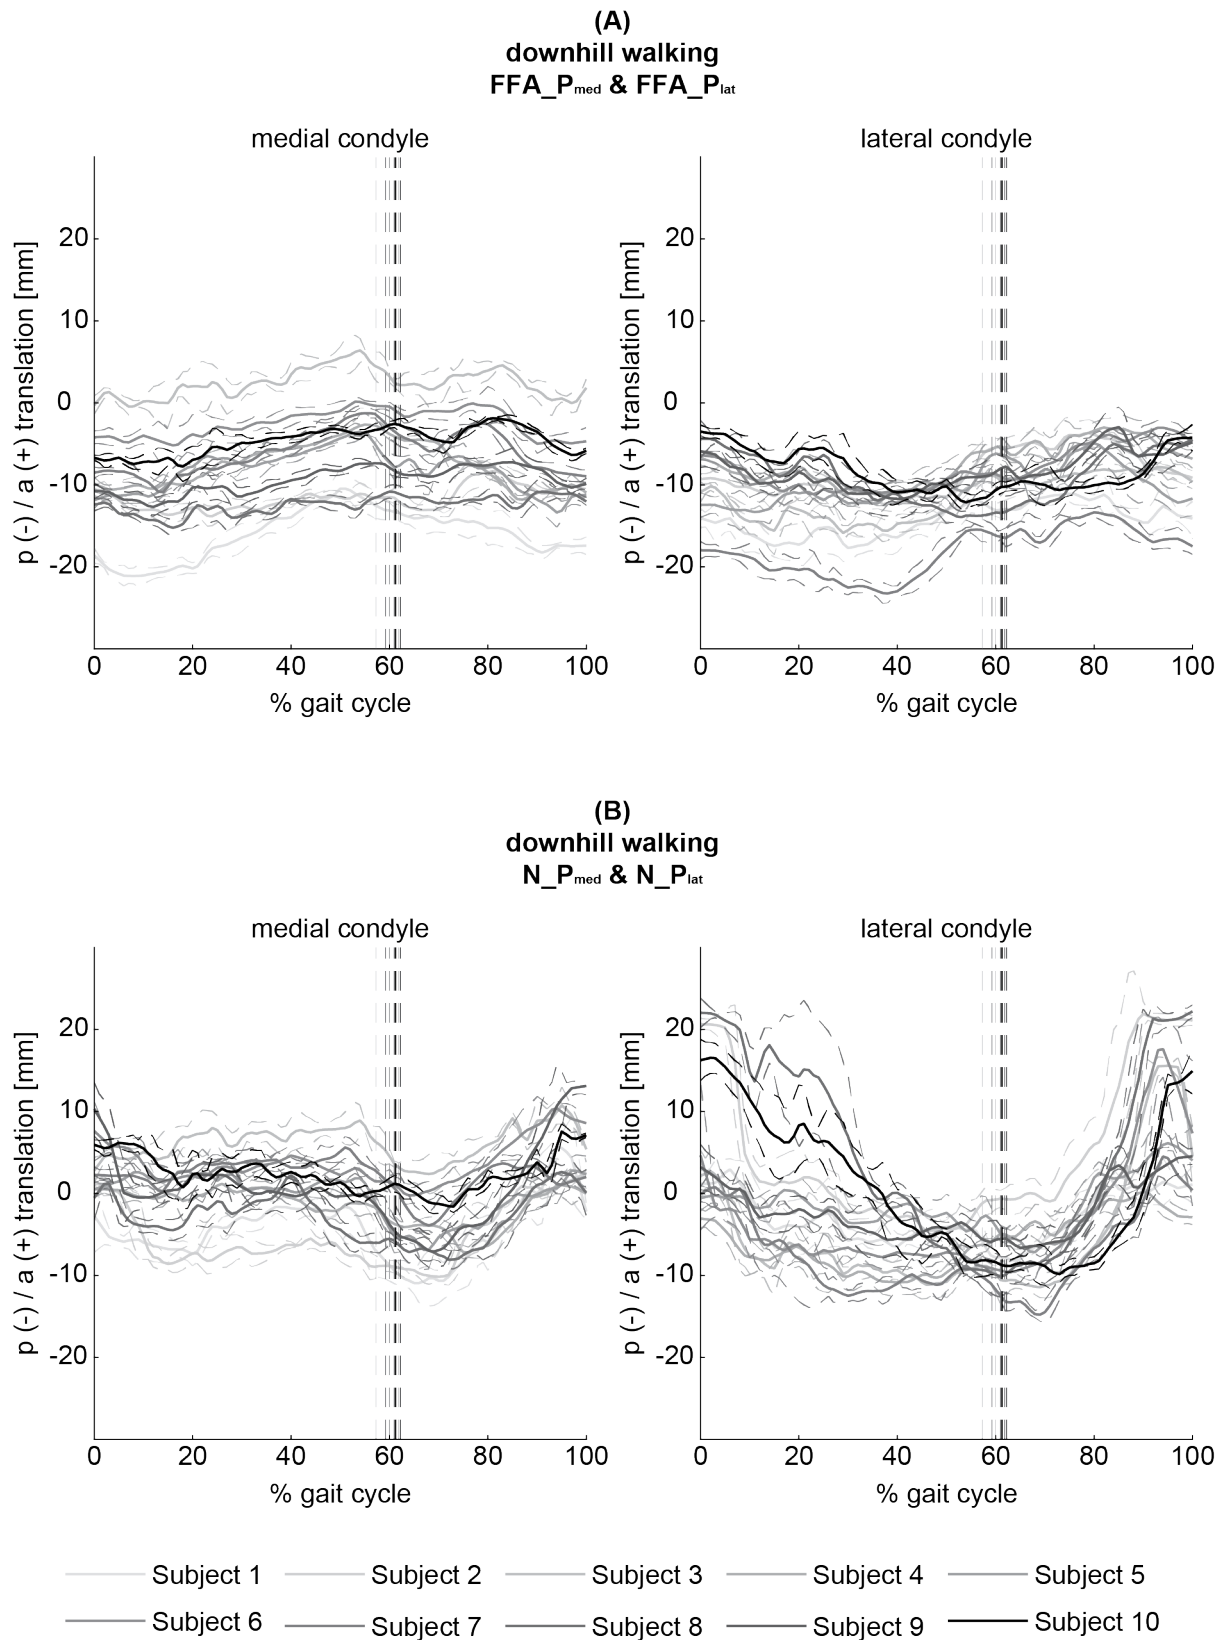 (A)
downhill walking
FFA_Pmed & FFA_Plat
medial condyle
lateral condyle
p (-) / a (+) translation [mm]
20
10
0
-10
-20
0 20 40 60 80 100
% gait cycle
p (-) / a (+) translation [mm]
20
10
0
-10
-20
0 20 40 60 80 100
% gait cycle
(B)
downhill walking
N_Pmed & N_Plat
medial condyle
lateral condyle
p (-) / a (+) translation [mm]
20
10
0
-10
-20
0 20 40 60 80 100
% gait cycle
p (-) / a (+) translation [mm]
20
10
0
-10
-20
0 20 40 60 80 100
% gait cycle
Subject 1 Subject 2 Subject 3 Subject 4 Subject 5
Subject 6 Subject 7 Subject 8 Subject 9 Subject 10